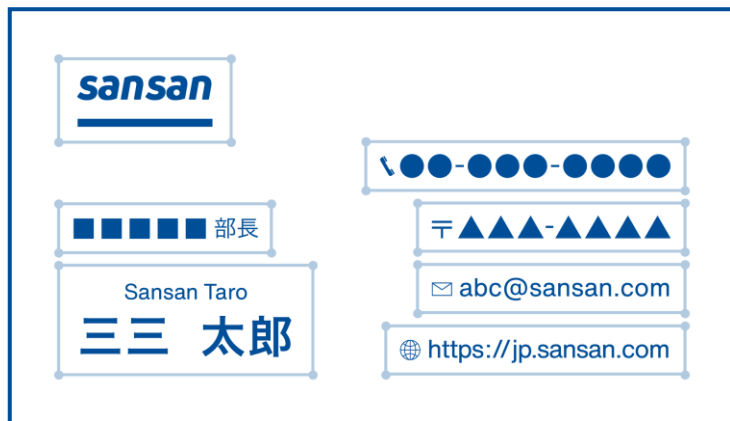 sansan
■■■■■ 部長
Sansan Taro
三三 太郎
●●-●●●-●●●●
〒▲▲▲-▲▲▲▲
abc@sansan.com
https://jp.sansan.com